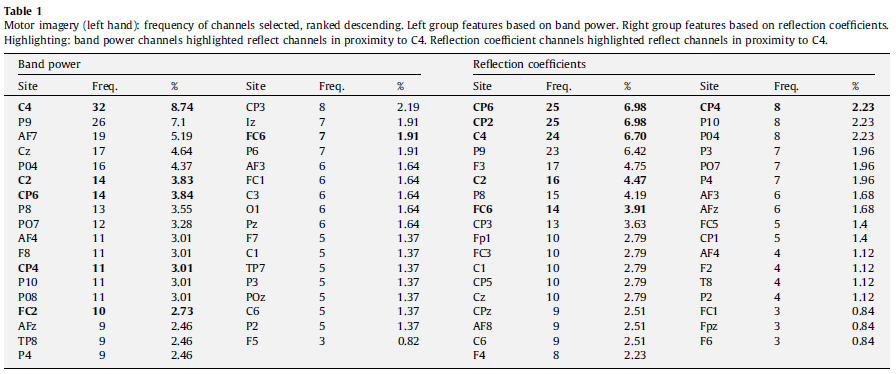 Table 1
Motor imagery (left hand): frequency of channels selected, ranked descending. Left group features based on band power. Right group features based on reflection coefficients.
Highlighting: band power channels highlighted reflect channels in proximity to C4. Reflection coefficient channels highlighted reflect channels in proximity to C4.
Band power Reflection coefficients
Site Freq. % Site Freq. % Site Freq. % Site Freq. %
C4 32 8.74 CP3 8 2.19 CP6 25 6.98 CP4 8 2.23
P9 26 7.1 Iz 7 1.91 CP2 25 6.98 P10 8 2.23
AF7 19 5.19 FC6 7 1.91 C4 24 6.70 P04 8 2.23
Cz 17 4.64 P6 7 1.91 P9 23 6.42 P3 7 1.96
P04 16 4.37 AF3 6 1.64 F3 17 4.75 PO7 7 1.96
C2 14 3.83 FC1 6 1.64 C2 16 4.47 P4 7 1.96
CP6 14 3.84 C3 6 1.64 P8 15 4.19 AF3 6 1.68
P8 13 3.55 O1 6 1.64 FC6 14 3.91 AFz 6 1.68
PO7 12 3.28 Pz 6 1.64 CP3 13 3.63 FC5 5 1.4
AF4 11 3.01 F7 5 1.37 Fp1 10 2.79 CP1 5 1.4
F8 11 3.01 C1 5 1.37 FC3 10 2.79 AF4 4 1.12
CP4 11 3.01 TP7 5 1.37 C1 10 2.79 F2 4 1.12
P10 11 3.01 P3 5 1.37 CP5 10 2.79 T8 4 1.12
P08 11 3.01 POz 5 1.37 Cz 10 2.79 P2 4 1.12
FC2 10 2.73 C6 5 1.37 CPz 9 2.51 FC1 3 0.84
AFz 9 2.46 P2 5 1.37 AF8 9 2.51 Fpz 3 0.84
TP8 9 2.46 F5 3 0.82 C6 9 2.51 F6 3 0.84
P4 9 2.46 F4 8 2.23